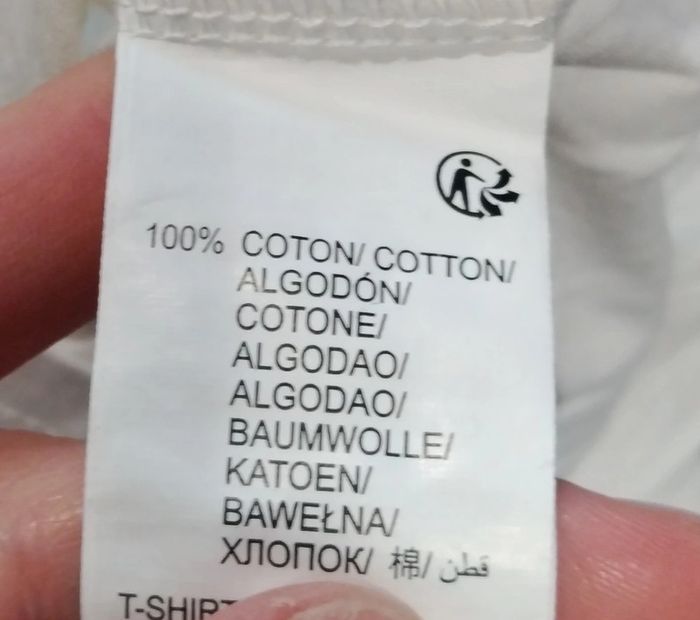 100% COTON/ COTTON/
ALGODÓN/
COTONE/
ALGODAO/
ALGODAO/
BAUMWOLLE/
KATOEN/
BAWEŁNA/
ХЛОПОК/ 棉/ قطن